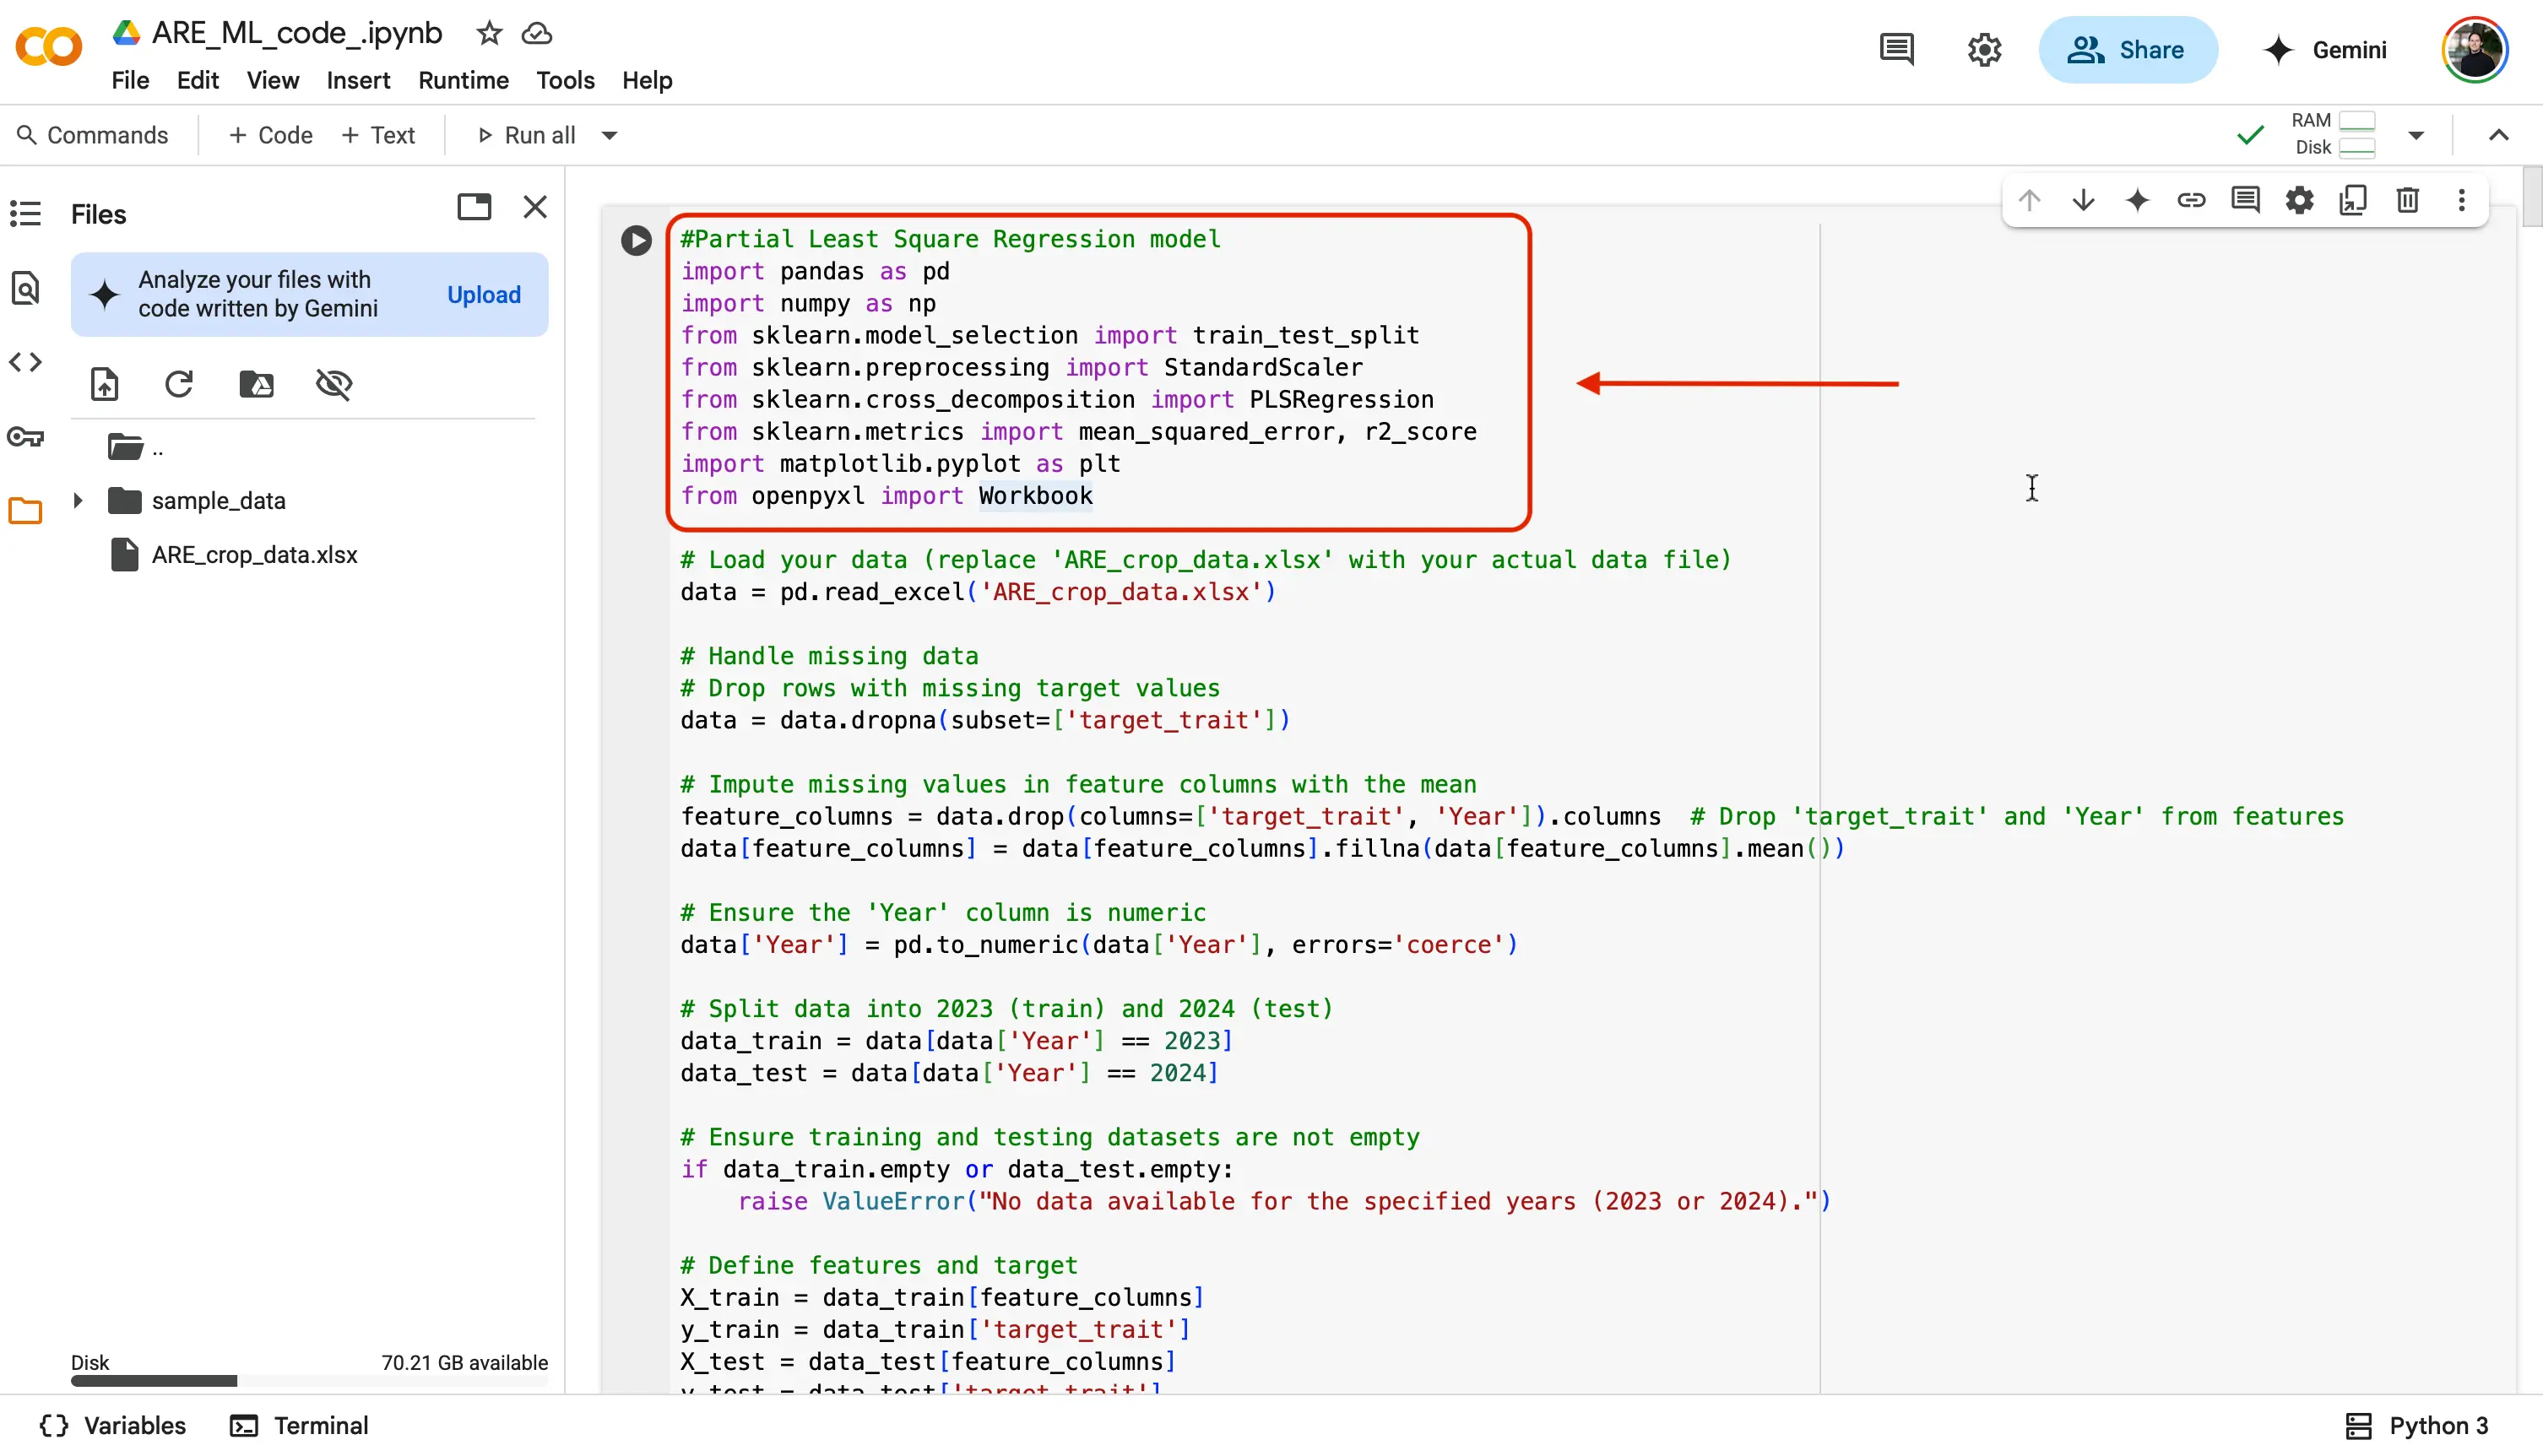 ARE_ML_code_.ipynb
File Edit View Insert Runtime Tools Help
Share
Gemini
Commands
+ Code + Text
Run all
RAM
Disk
Files
Analyze your files with
code written by Gemini
Upload
..
sample_data
ARE_crop_data.xlsx
Disk
70.21 GB available
#Partial Least Square Regression model
import pandas as pd
import numpy as np
from sklearn.model_selection import train_test_split
from sklearn.preprocessing import StandardScaler
from sklearn.cross_decomposition import PLSRegression
from sklearn.metrics import mean_squared_error, r2_score
import matplotlib.pyplot as plt
from openpyxl import Workbook
# Load your data (replace 'ARE_crop_data.xlsx' with your actual data file)
data = pd.read_excel('ARE_crop_data.xlsx')
# Handle missing data
# Drop rows with missing target values
data = data.dropna(subset=['target_trait'])
# Impute missing values in feature columns with the mean
feature_columns = data.drop(columns=['target_trait', 'Year']).columns  # Drop 'target_trait' and 'Year' from features
data[feature_columns] = data[feature_columns].fillna(data[feature_columns].mean())
# Ensure the 'Year' column is numeric
data['Year'] = pd.to_numeric(data['Year'], errors='coerce')
# Split data into 2023 (train) and 2024 (test)
data_train = data[data['Year'] == 2023]
data_test = data[data['Year'] == 2024]
# Ensure training and testing datasets are not empty
if data_train.empty or data_test.empty:
    raise ValueError("No data available for the specified years (2023 or 2024).")
# Define features and target
X_train = data_train[feature_columns]
y_train = data_train['target_trait']
X_test = data_test[feature_columns]
y_test = data_test['target_trait']
Variables
Terminal
Python 3